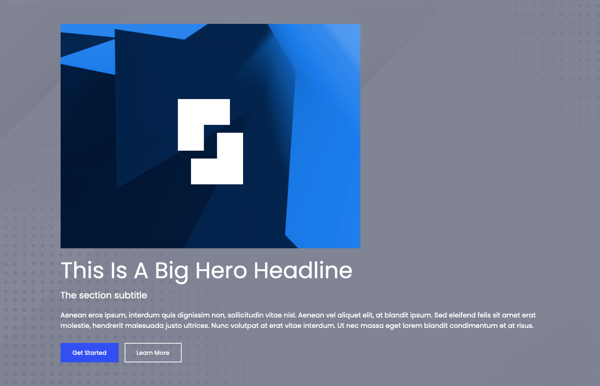 This Is A Big Hero Headline
The section subtitle
Aenean eros ipsum, interdum quis dignissim non, sollicitudin vitae nisl. Aenean vel aliquet elit, at blandit ipsum. Sed eleifend felis sit amet erat
molestie, hendrerit malesuada justo ultrices. Nunc volutpat at erat vitae interdum. Ut nec massa eget lorem blandit condimentum et at risus.
Get Started
Learn More